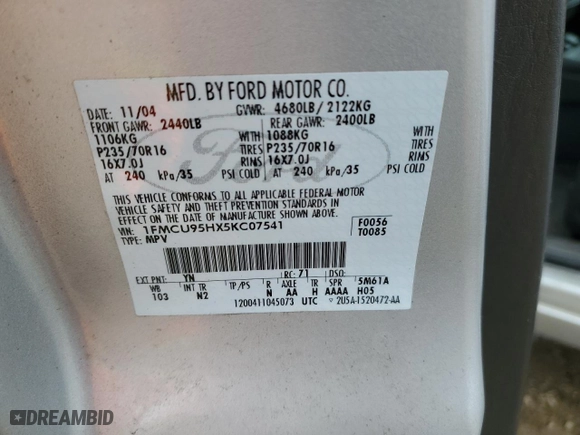 MFD. BY FORD MOTOR CO.
DATE: 11/04 GVWR: 4680LB/2122KG
FRONT GAWR: 2440LB REAR GAWR: 2400LB
1106KG WITH 1088KG WITH
P235/70R16 TIRES P235/70R16 TIRES
16X7.0J RIMS 16X7.0J RIMS
AT 240 kPa/35 PSI COLD AT 240 kPa/35 PSI COLD
THIS VEHICLE CONFORMS TO ALL APPLICABLE FEDERAL MOTOR
VEHICLE SAFETY AND THEFT PREVENTION STANDARDS IN
EFFECT ON THE DATE OF MANUFACTURE SHOWN ABOVE.
VIN: 1FMCU95HX5KC07541 F0056
TYPE: MPV T0085
Ford
EXT PNT: YN RC: 71 DSO:
WB INT TR TP/PS R AXLE TR SPR 5M61A
103 N2 N AA H AAAA H05
1200411045073 UTC 2U5A-1520472-AA
DREAMBID